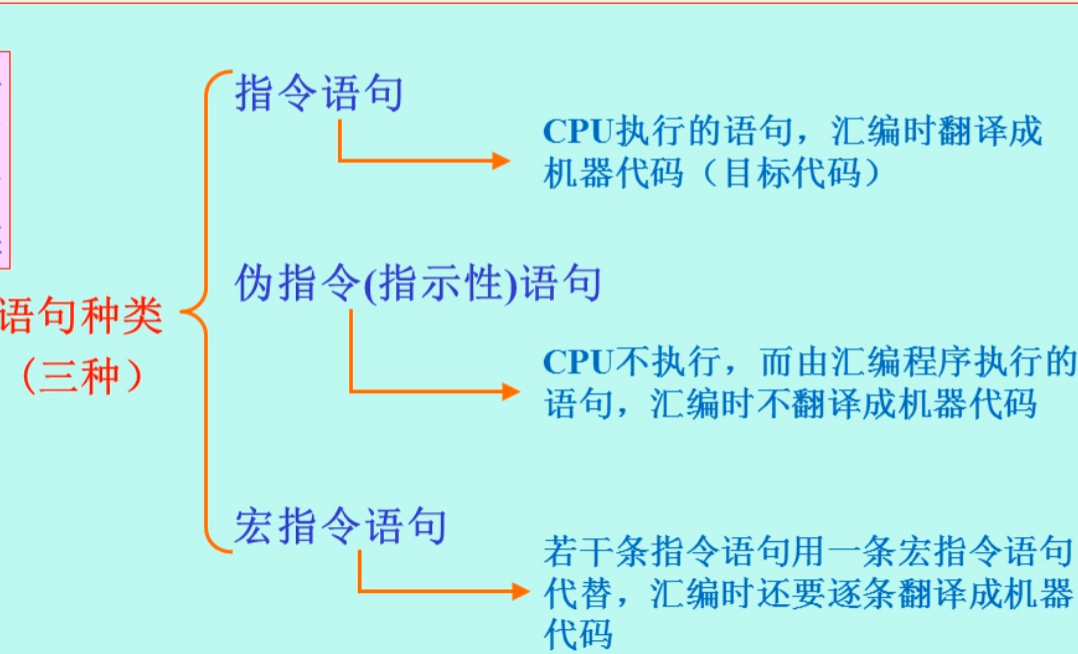 指令语句
CPU执行的语句，汇编时翻译成
机器代码（目标代码）
伪指令(指示性)语句
语句种类
（三种）
CPU不执行，而由汇编程序执行的
语句，汇编时不翻译成机器代码
宏指令语句
若干条指令语句用一条宏指令语句
代替，汇编时还要逐条翻译成机器
代码